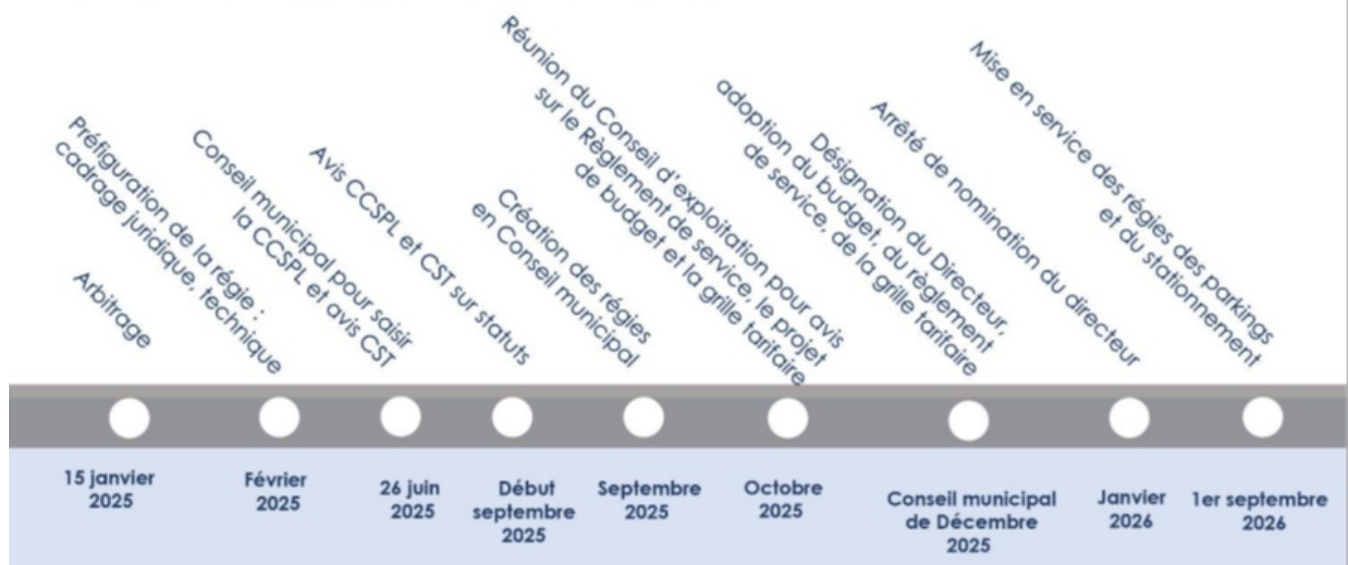 Arbitrage
Préfiguration de la régie :
cadrage juridique, technique
Conseil municipal pour saisir
la CCSPL et avis CST
Avis CCSPL et CST sur statuts
Création des régies
en Conseil municipal
Réunion du Conseil d'exploitation pour avis
sur le Règlement de service, le projet
de budget et la grille tarifaire
Désignation du Directeur,
adoption du budget, du règlement
de service, de la grille tarifaire
Arrêté de nomination du directeur
Mise en service des régies des parkings
et du stationnement
15 janvier
2025
Février
2025
26 juin
2025
Début
septembre
2025
Septembre
2025
Octobre
2025
Conseil municipal
de Décembre
2025
Janvier
2026
1er septembre
2026